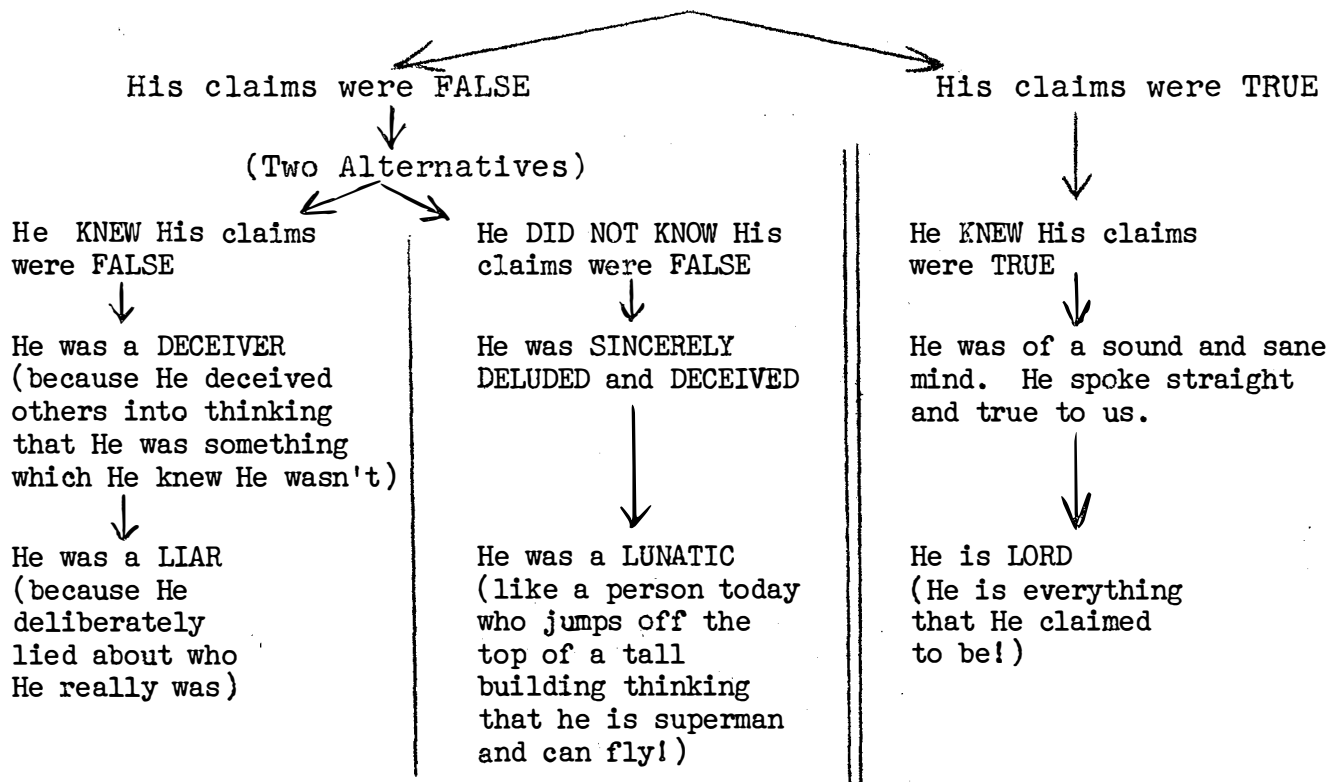 His claims were FALSE
His claims were TRUE
(Two Alternatives)
He KNEW His claims
were FALSE
He was a DECEIVER
(because He deceived
others into thinking
that He was something
which He knew He wasn't)
He was a LIAR
(because He
deliberately
lied about who
He really was)
He DID NOT KNOW His
claims were FALSE
He was SINCERELY
DELUDED and DECEIVED
He was a LUNATIC
(like a person today
who jumps off the
top of a tall
building thinking
that he is superman
and can fly!)
He KNEW His claims
were TRUE
He was of a sound and sane
mind. He spoke straight
and true to us.
He is LORD
(He is everything
that He claimed
to be!)